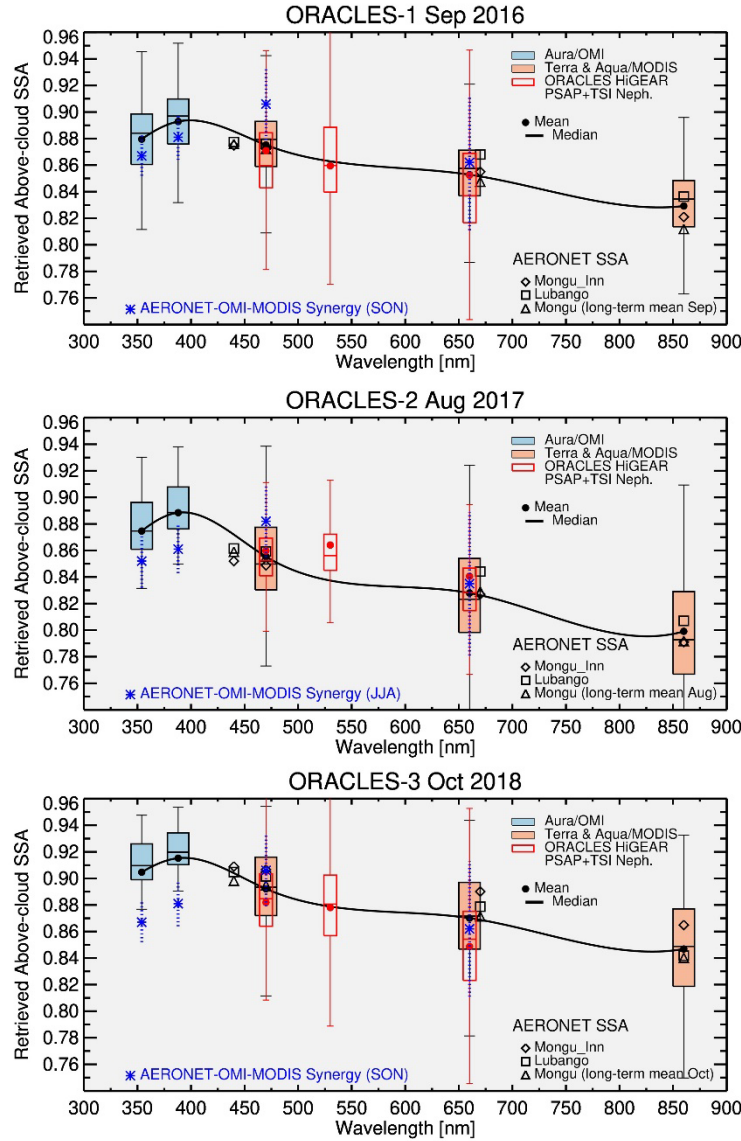 ORACLES-1 Sep 2016
Retrieved Above-cloud SSA
0.96
0.94
0.92
0.90
0.88
0.86
0.84
0.82
0.80
0.78
0.76
Aura/OMI
Terra & Aqua/MODIS
ORACLES HiGEAR
PSAP+TSI Neph.
Mean
Median
AERONET SSA
Mongu_Inn
Lubango
Mongu (long-term mean Sep)
AERONET-OMI-MODIS Synergy (SON)
300 350 400 450 500 550 600 650 700 750 800 850 900
Wavelength [nm]
ORACLES-2 Aug 2017
Retrieved Above-cloud SSA
0.96
0.94
0.92
0.90
0.88
0.86
0.84
0.82
0.80
0.78
0.76
Aura/OMI
Terra & Aqua/MODIS
ORACLES HiGEAR
PSAP+TSI Neph.
Mean
Median
AERONET SSA
Mongu_Inn
Lubango
Mongu (long-term mean Aug)
AERONET-OMI-MODIS Synergy (JJA)
300 350 400 450 500 550 600 650 700 750 800 850 900
Wavelength [nm]
ORACLES-3 Oct 2018
Retrieved Above-cloud SSA
0.96
0.94
0.92
0.90
0.88
0.86
0.84
0.82
0.80
0.78
0.76
Aura/OMI
Terra & Aqua/MODIS
ORACLES HiGEAR
PSAP+TSI Neph.
Mean
Median
AERONET SSA
Mongu_Inn
Lubango
Mongu (long-term mean Oct)
AERONET-OMI-MODIS Synergy (SON)
300 350 400 450 500 550 600 650 700 750 800 850 900
Wavelength [nm]